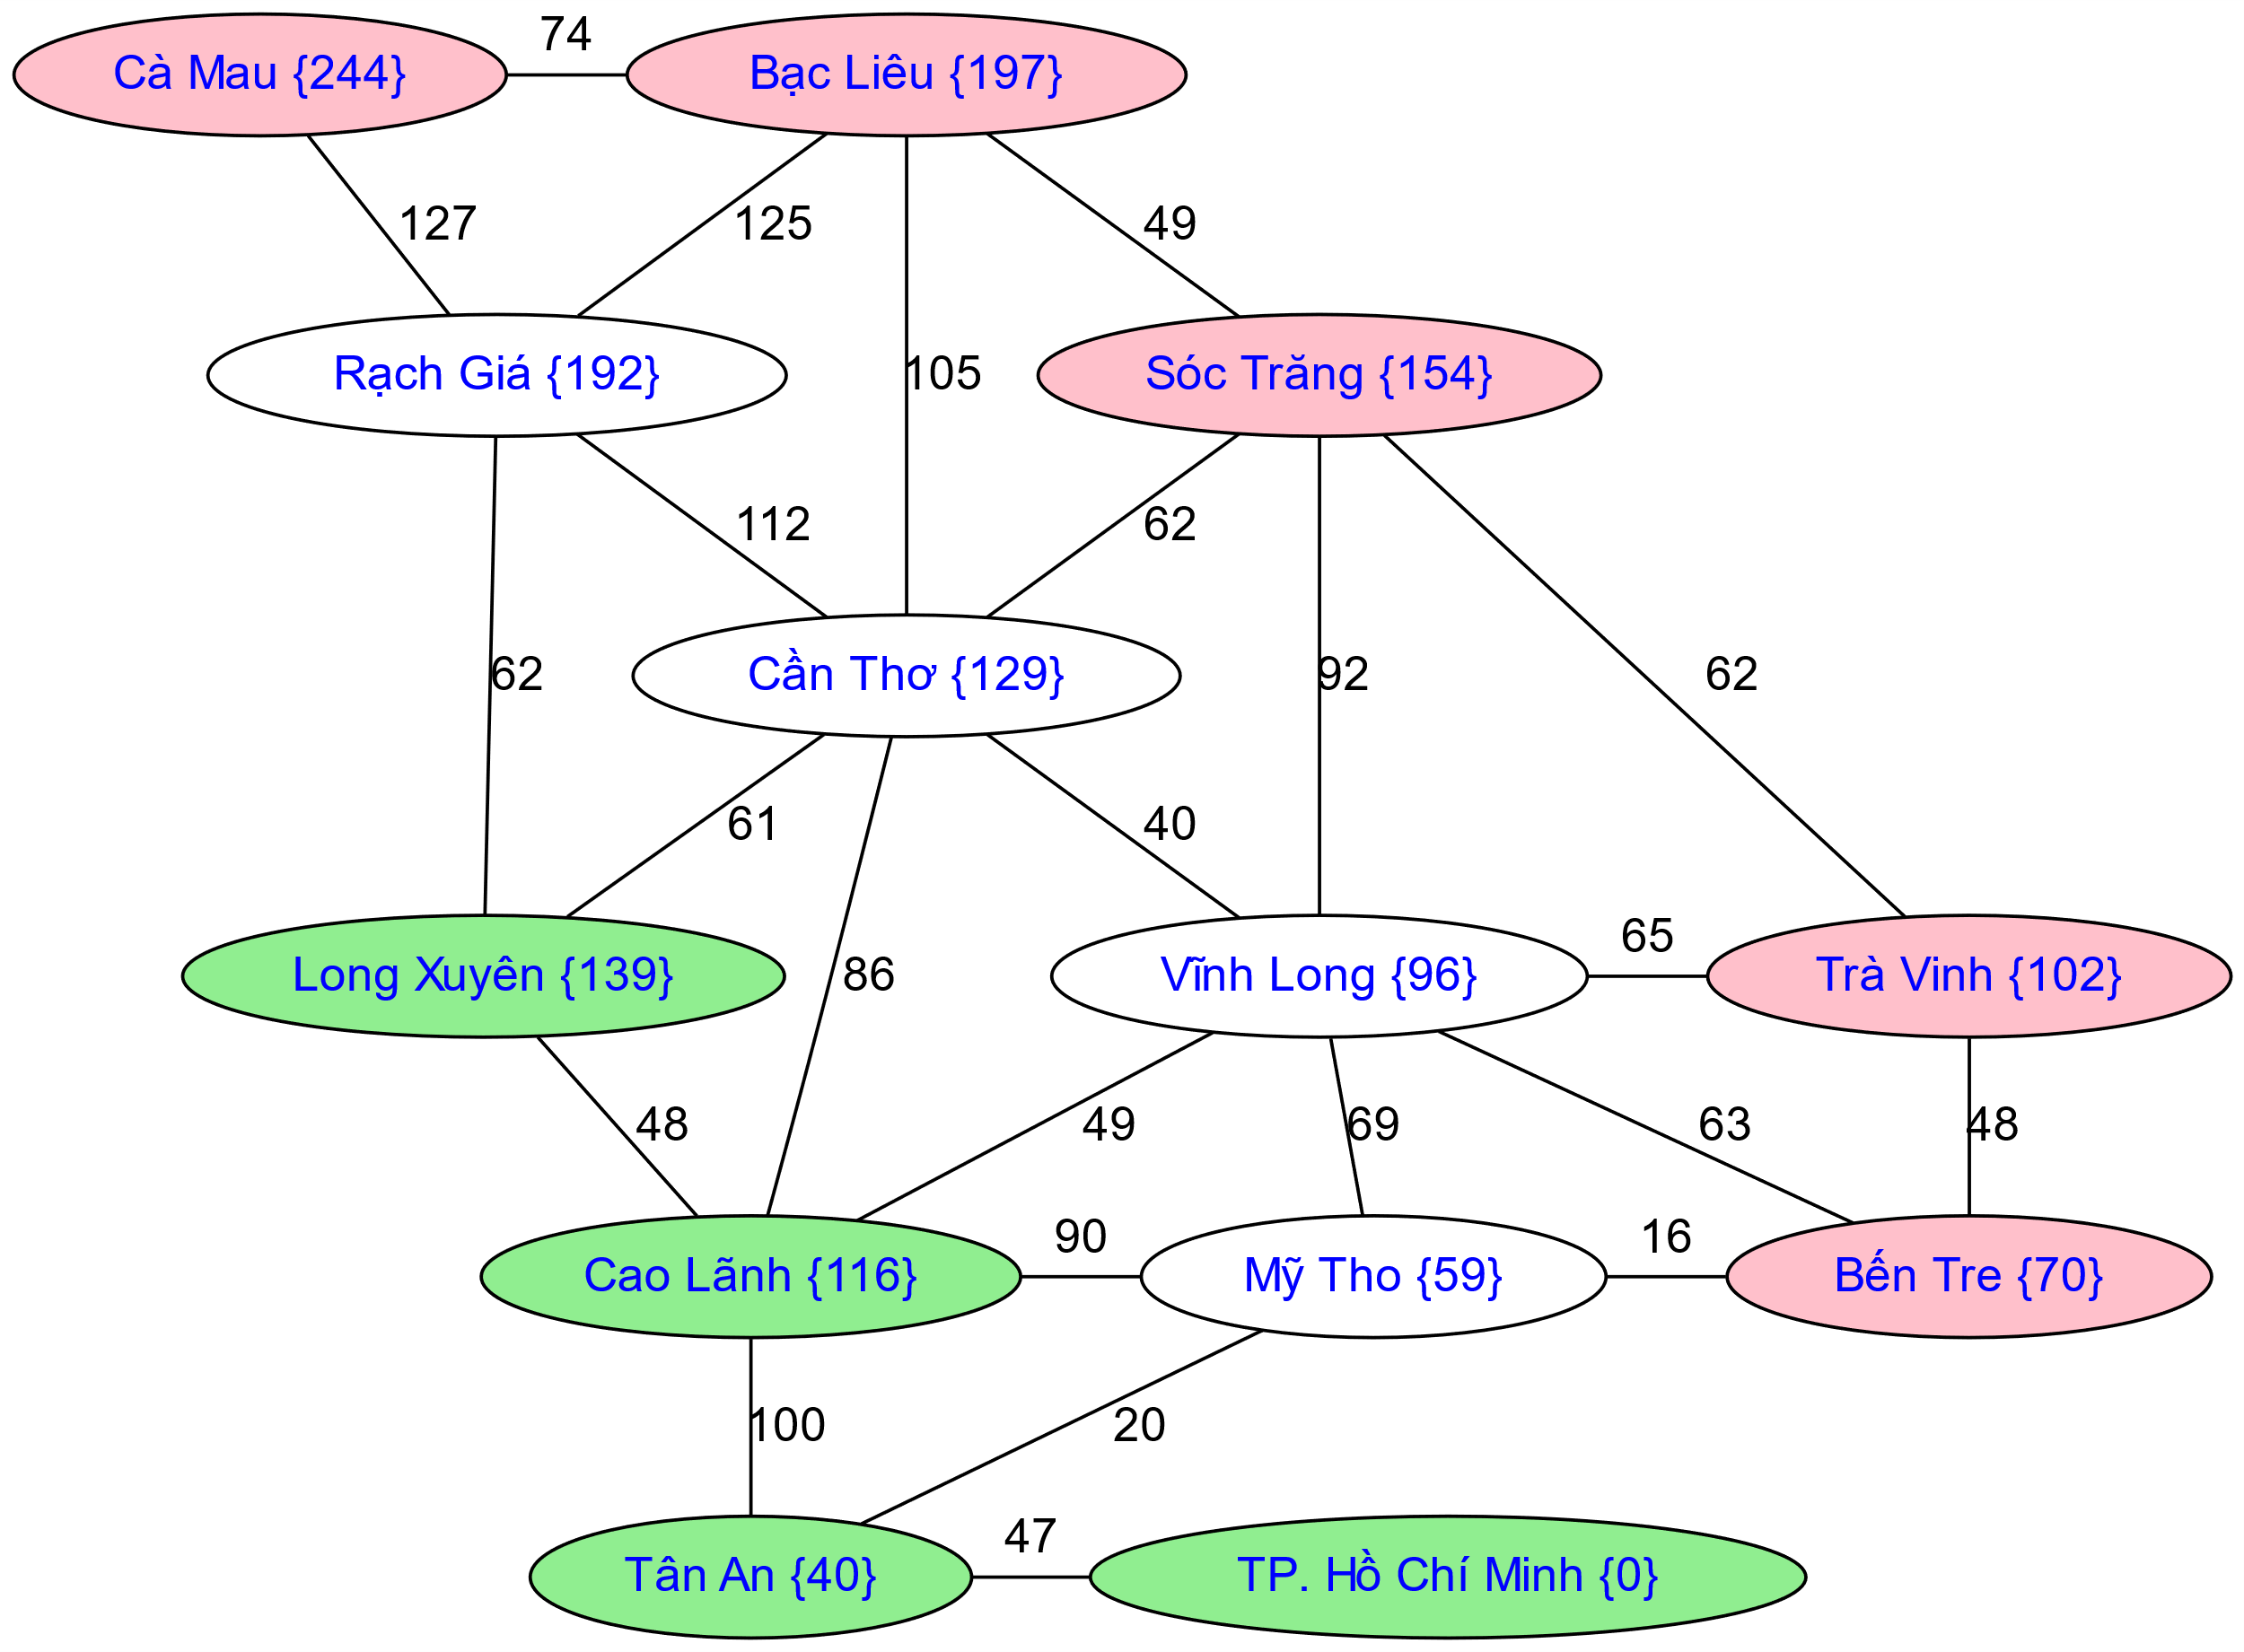 74
Cà Mau {244}
Bạc Liêu {197}
127
125
49
Rạch Giá {192}
105
Sóc Trăng {154}
112
62
62
Cần Thơ {129}
92
62
61
40
65
Long Xuyên {139}
86
Vĩnh Long {96}
Trà Vinh {102}
48
49
69
63
48
90
16
Cao Lãnh {116}
Mỹ Tho {59}
Bến Tre {70}
100
20
47
Tân An {40}
TP. Hồ Chí Minh {0}